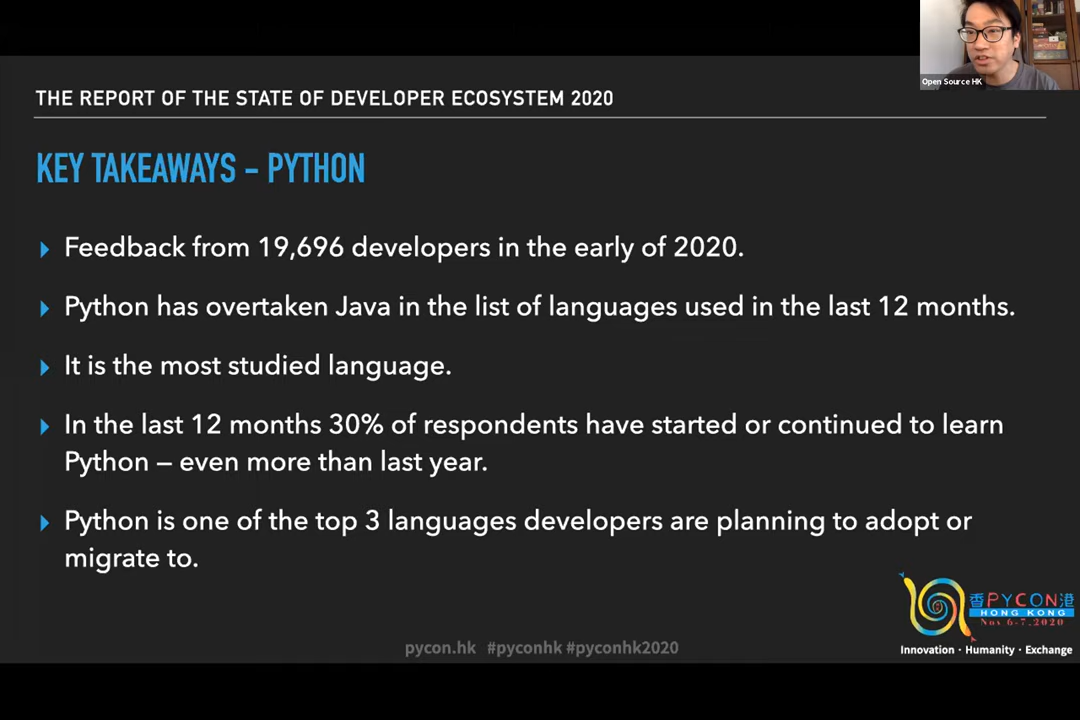 Open Source HK
THE REPORT OF THE STATE OF DEVELOPER ECOSYSTEM 2020
KEY TAKEAWAYS - PYTHON
Feedback from 19,696 developers in the early of 2020.
Python has overtaken Java in the list of languages used in the last 12 months.
It is the most studied language.
In the last 12 months 30% of respondents have started or continued to learn
Python – even more than last year.
Python is one of the top 3 languages developers are planning to adopt or
migrate to.
香PYCON港
HONG KONG
Nov 6-7, 2020
Innovation · Humanity · Exchange
pycon.hk #pyconhk #pyconhk2020